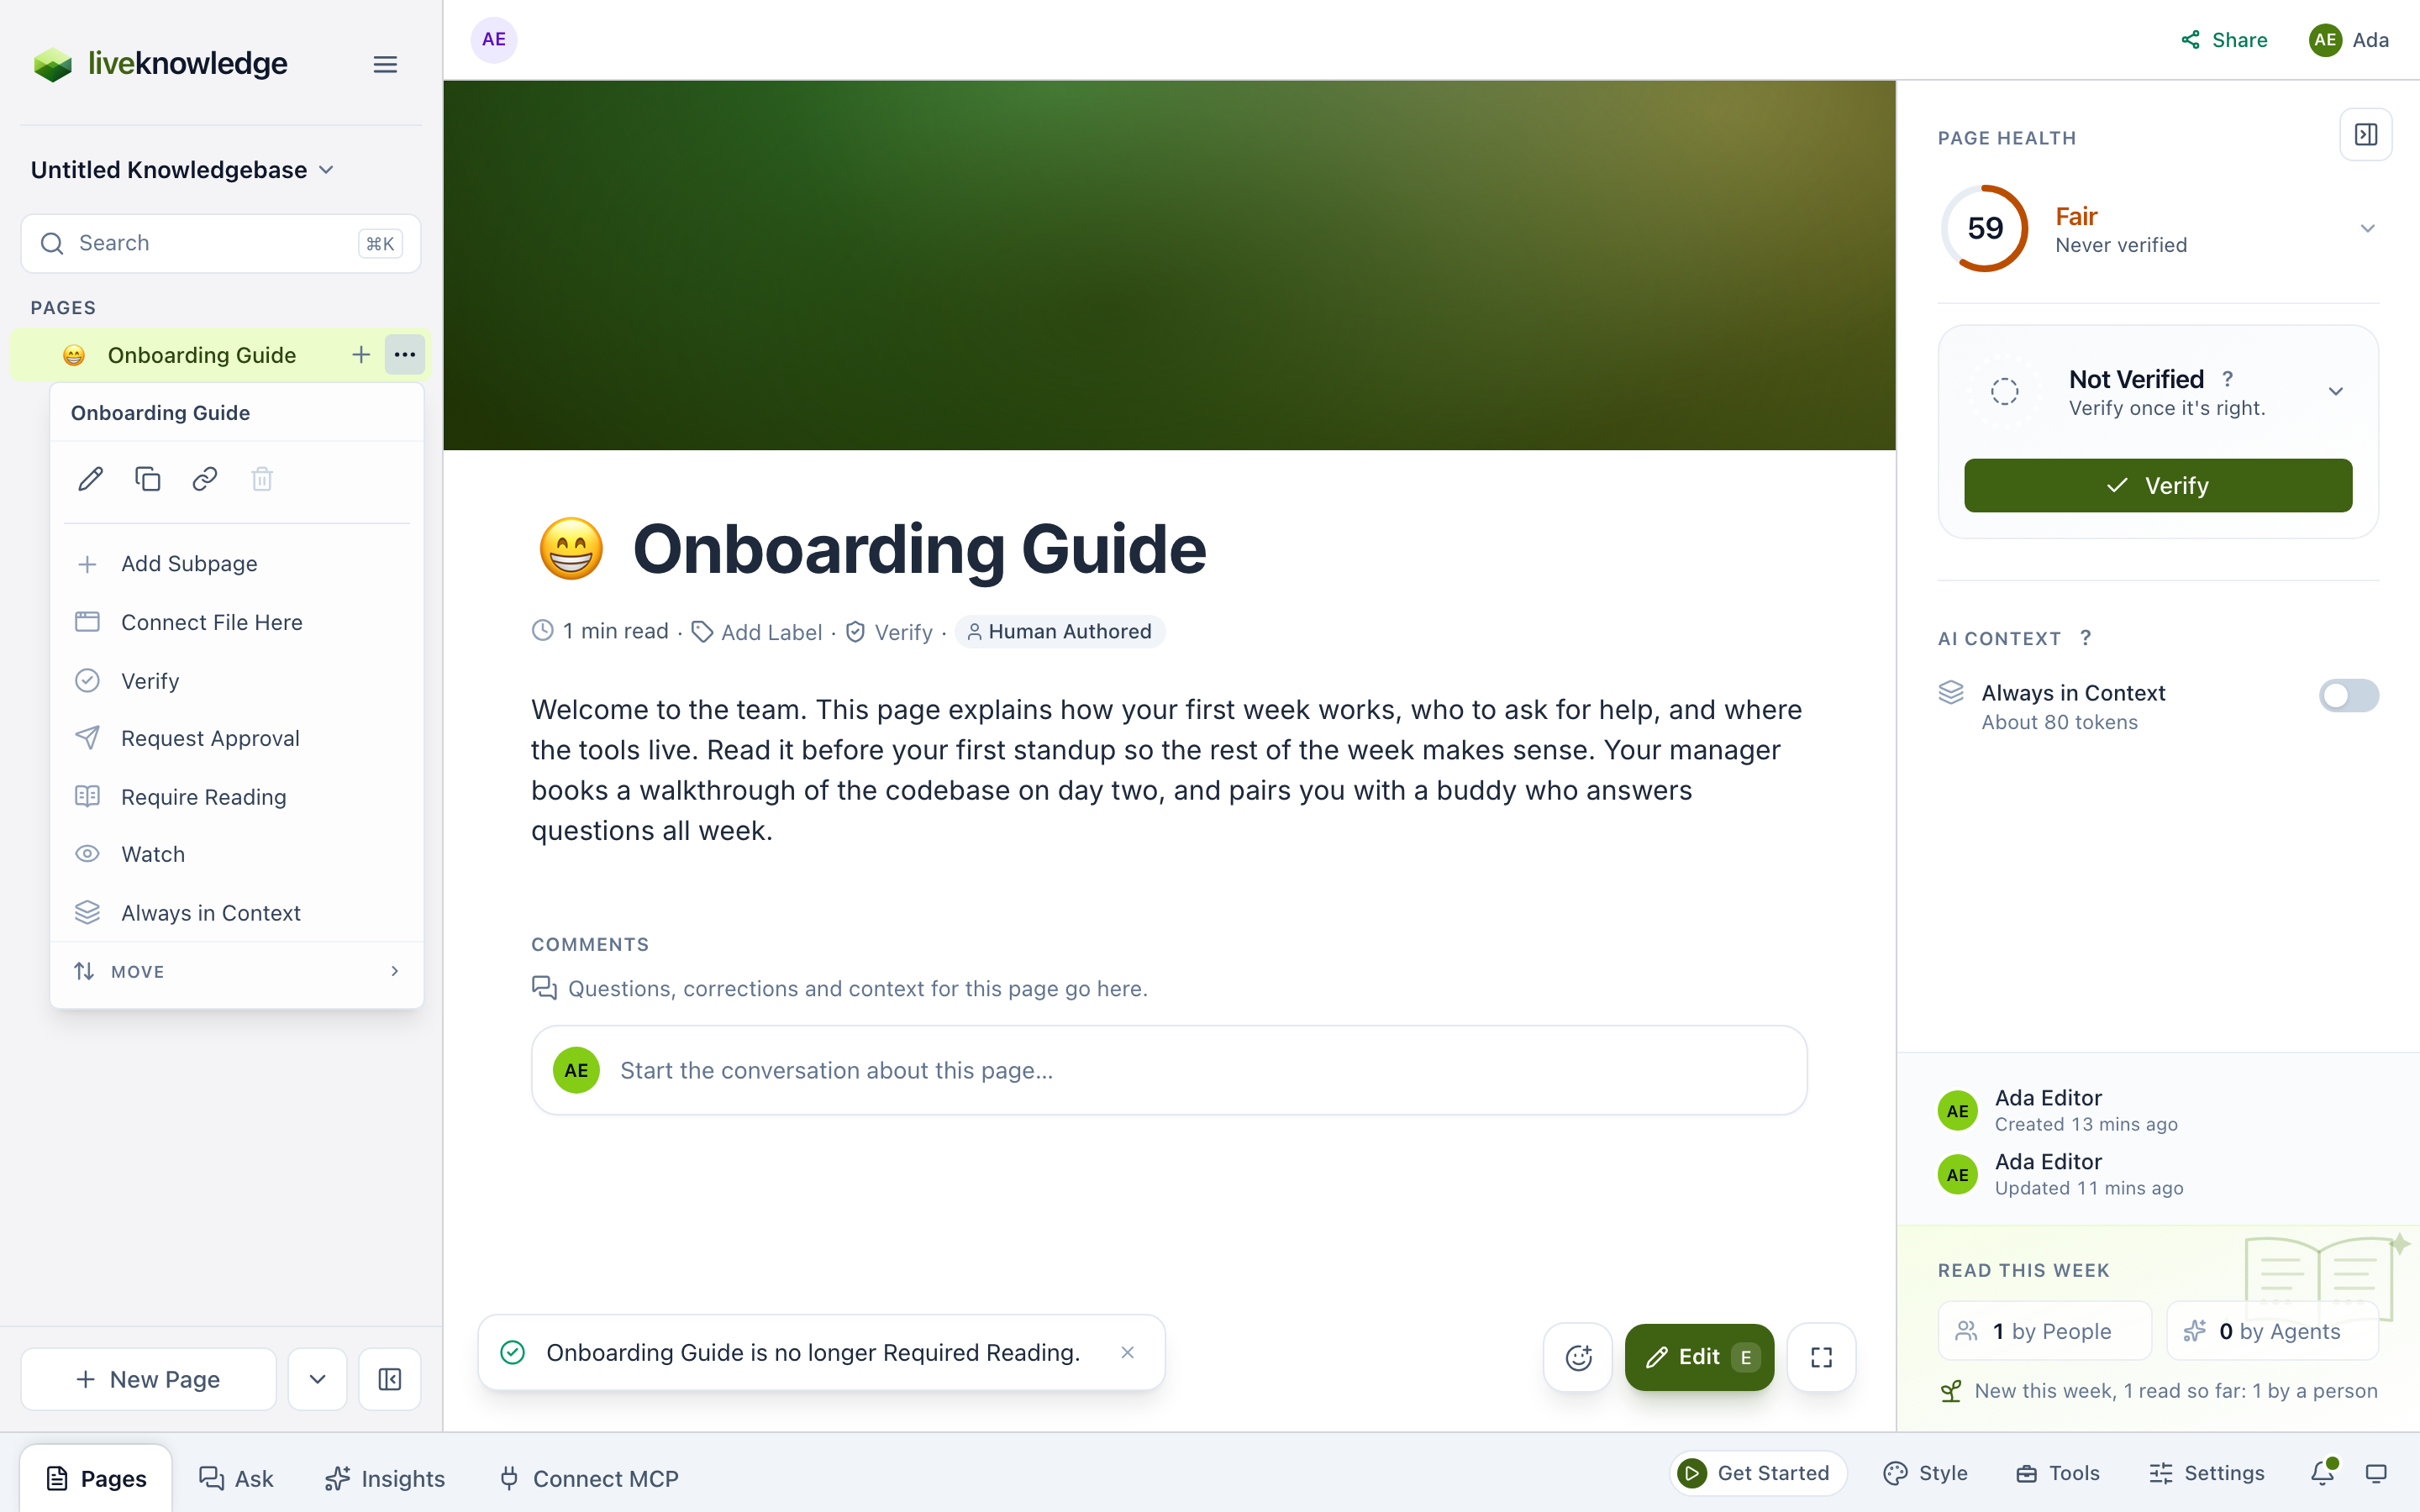 liveknowledge
Untitled Knowledgebase
Search
⌘K
PAGES
Onboarding Guide
Onboarding Guide
Add Subpage
Connect File Here
Verify
Request Approval
Require Reading
Watch
Always in Context
MOVE
New Page
AE
Share
AE
Ada
Onboarding Guide
1 min read · Add Label · Verify · Human Authored
Welcome to the team. This page explains how your first week works, who to ask for help, and where
the tools live. Read it before your first standup so the rest of the week makes sense. Your manager
books a walkthrough of the codebase on day two, and pairs you with a buddy who answers
questions all week.
COMMENTS
Questions, corrections and context for this page go here.
AE
Start the conversation about this page...
Onboarding Guide is no longer Required Reading.
Edit E
PAGE HEALTH
59
Fair
Never verified
Not Verified ?
Verify once it's right.
Verify
AI CONTEXT ?
Always in Context
About 80 tokens
AE
Ada Editor
Created 13 mins ago
AE
Ada Editor
Updated 11 mins ago
READ THIS WEEK
1 by People
0 by Agents
New this week, 1 read so far: 1 by a person
Pages
Ask
Insights
Connect MCP
Get Started
Style
Tools
Settings